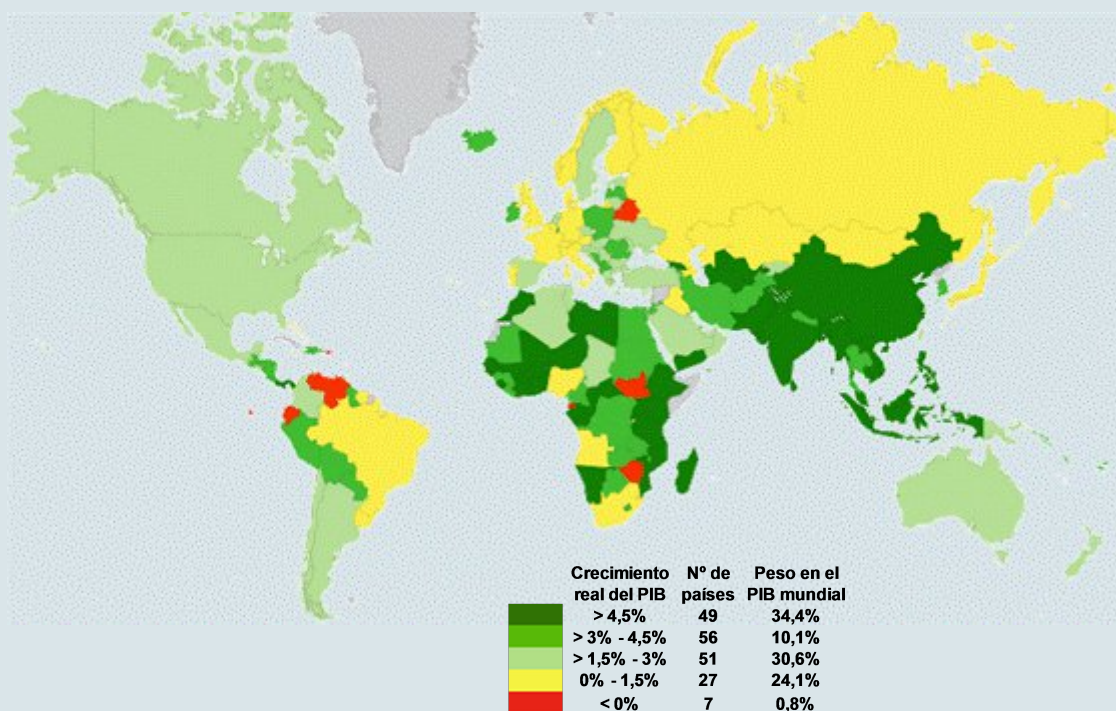 Crecimiento Nº de Peso en el
real del PIB países PIB mundial
> 4,5% 49 34,4%
> 3% - 4,5% 56 10,1%
> 1,5% - 3% 51 30,6%
0% - 1,5% 27 24,1%
< 0% 7 0,8%